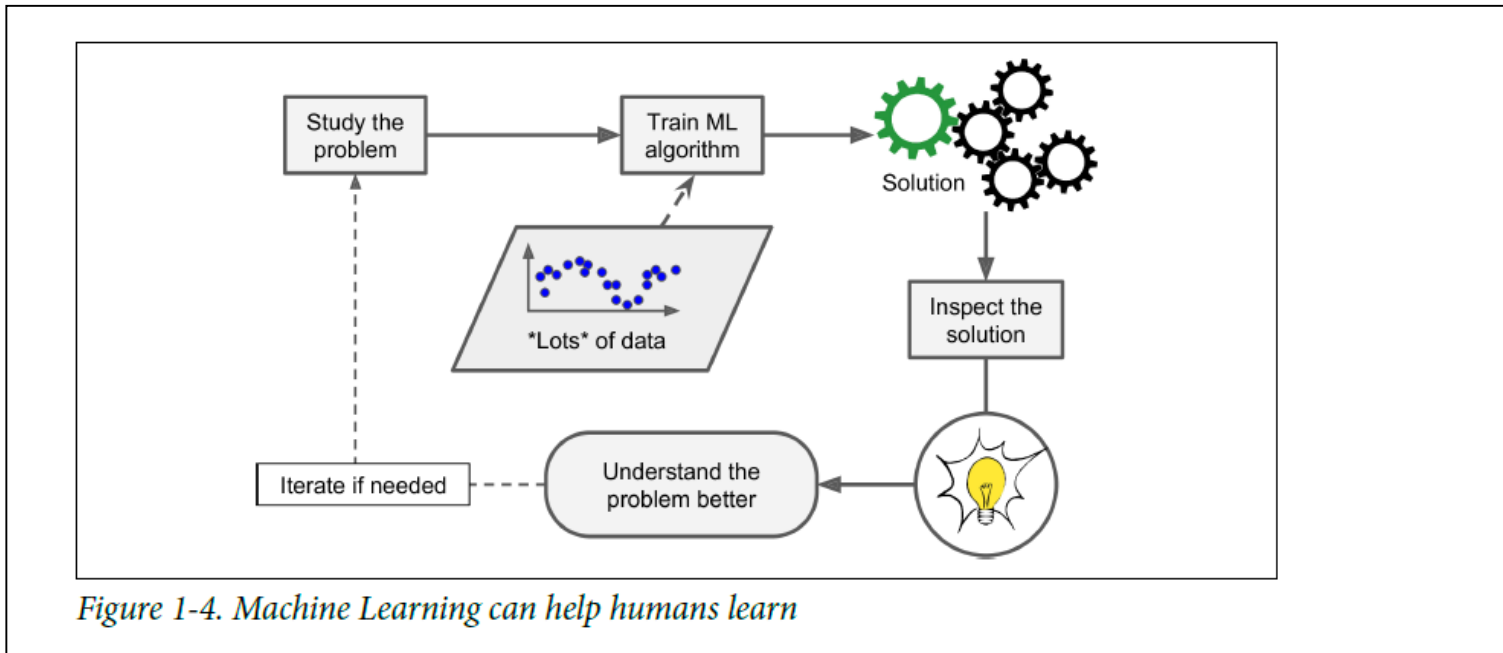 Study the
problem
Train ML
algorithm
Solution
*Lots* of data
Inspect the
solution
Understand the
problem better
Iterate if needed
Figure 1-4. Machine Learning can help humans learn